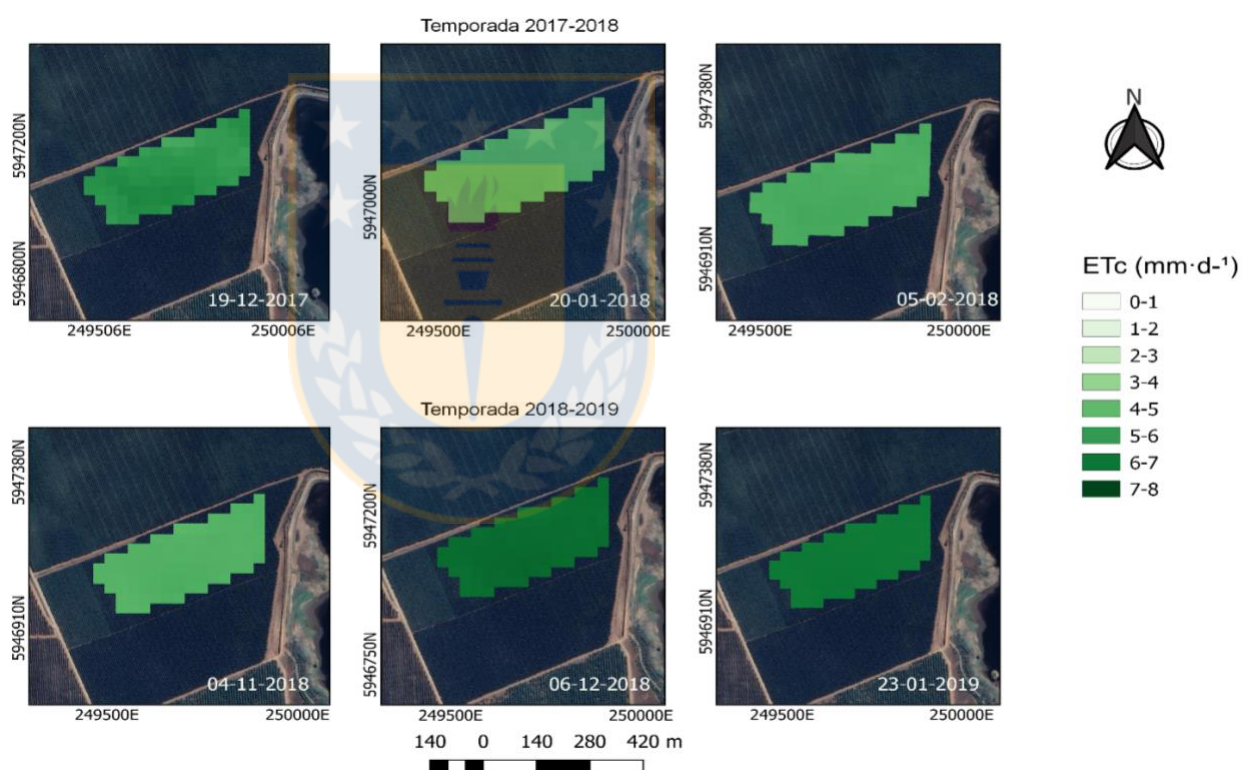 Temporada 2017-2018
5947200N
5946800N
19-12-2017
249506E
250006E
5947000N
20-01-2018
249500E
250000E
5947380N
5946910N
05-02-2018
249500E
250000E
N
ETc (mm·d-¹)
0-1
1-2
2-3
3-4
4-5
5-6
6-7
7-8
Temporada 2018-2019
5947380N
5946910N
04-11-2018
249500E
250000E
5947200N
5946750N
06-12-2018
249500E
250000E
5947380N
5946910N
23-01-2019
249500E
250000E
140 0 140 280 420 m